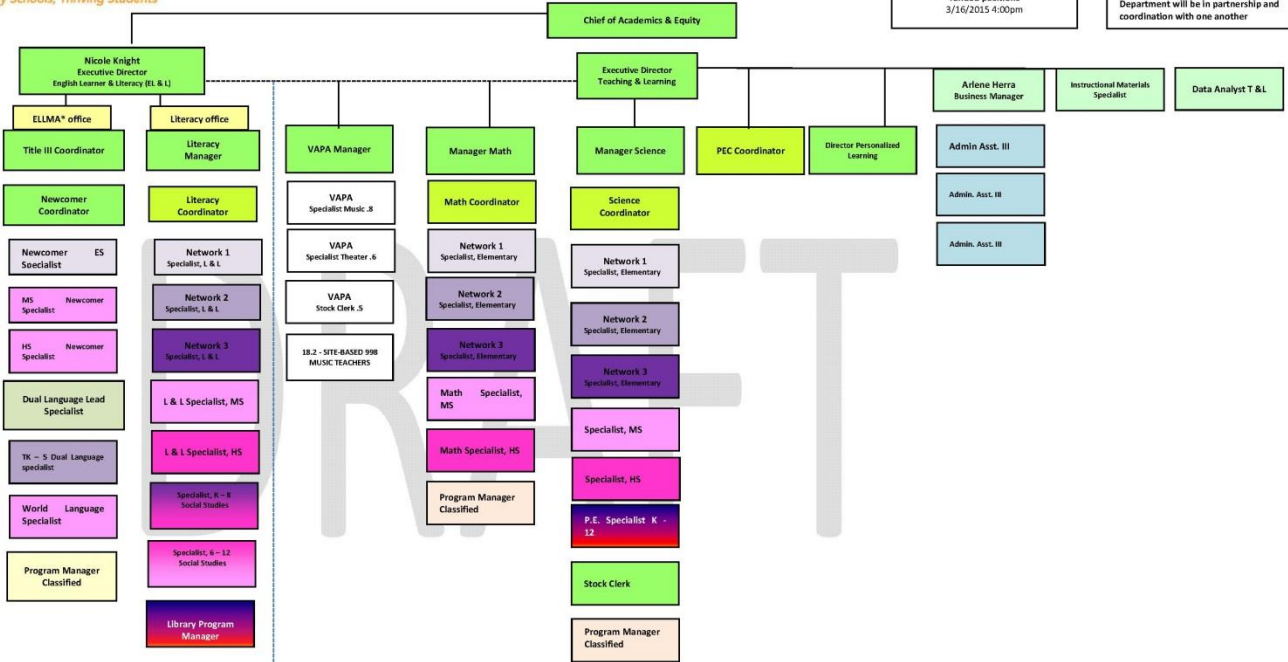 y Schools, Thriving Students
3/16/2015 4:00pm
Department will be in partnership and
coordination with one another
Chief of Academics & Equity
Nicole Knight
Executive Director
English Learner & Literacy (EL & L)
Executive Director
Teaching & Learning
Arlene Herra
Business Manager
Instructional Materials
Specialist
Data Analyst T &L
ELLMA* office
Literacy office
Title III Coordinator
Literacy
Manager
VAPA Manager
Manager Math
Manager Science
PEC Coordinator
Director Personalized
Learning
Admin Asst. III
Admin. Asst. III
Admin. Asst. III
Newcomer
Coordinator
Newcomer ES
Specialist
MS Newcomer
Specialist
HS Newcomer
Specialist
Dual Language Lead
Specialist
TK – 5 Dual Language
specialist
World Language
Specialist
Program Manager
Classified
Literacy
Coordinator
Network 1
Specialist, L & L
Network 2
Specialist, L & L
Network 3
Specialist, L & L
L & L Specialist, MS
L & L Specialist, HS
Specialist, K – 8
Social Studies
Specialist, 6 – 12
Social Studies
Library Program
Manager
VAPA
Specialist Music .8
VAPA
Specialist Theater .6
VAPA
Stock Clerk .5
18.2 - SITE-BASED 998
MUSIC TEACHERS
Math Coordinator
Network 1
Specialist, Elementary
Network 2
Specialist, Elementary
Network 3
Specialist, Elementary
Math Specialist,
MS
Math Specialist, HS
Program Manager
Classified
Science
Coordinator
Network 1
Specialist, Elementary
Network 2
Specialist, Elementary
Network 3
Specialist, Elementary
Specialist, MS
Specialist, HS
P.E. Specialist K -
12
Stock Clerk
Program Manager
Classified
DRAFT